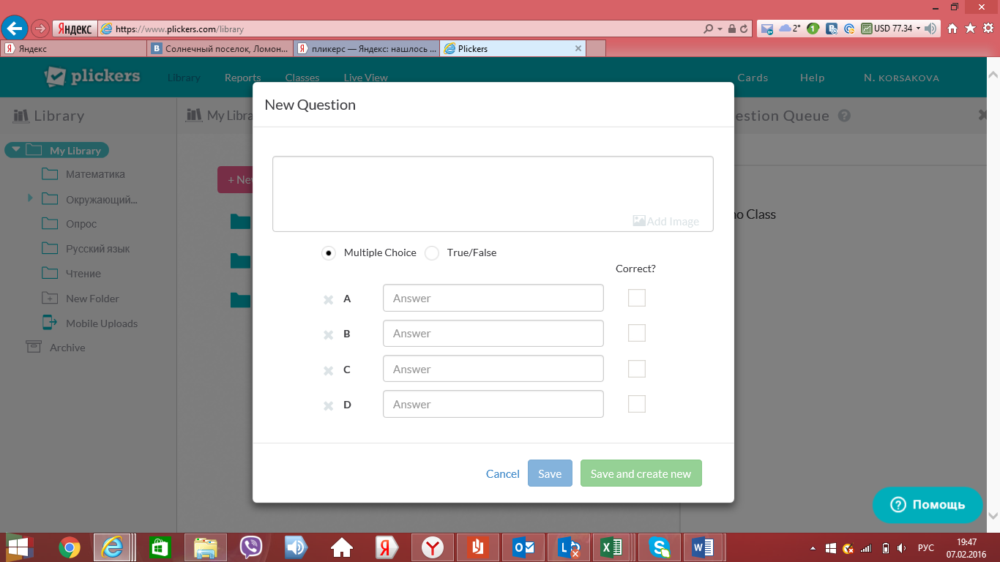 Яндекс
https://www.plickers.com/library
2°
1
USD 77.34
Яндекс
Солнечный поселок, Ломон...
пликерс — Яндекс: нашлось ...
Plickers
plickers
Library
Reports
Classes
Live View
Cards
Help
N. KORSAKOVA
Library
My Library
Математика
Окружающий...
Опрос
Русский язык
Чтение
New Folder
Mobile Uploads
Archive
My Libra
+ Ne
estion Queue
?
no Class
New Question
Add Image
Multiple Choice
True/False
Correct?
A Answer
B Answer
C Answer
D Answer
Cancel
Save
Save and create new
? Помощь
РУС
19:47
07.02.2016